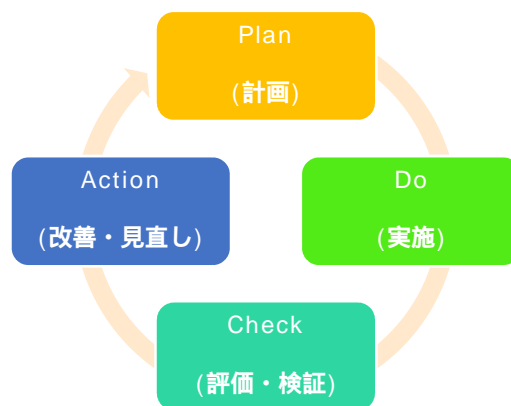 Plan
(計画)
Action
(改善・見直し)
Do
(実施)
Check
(評価・検証)